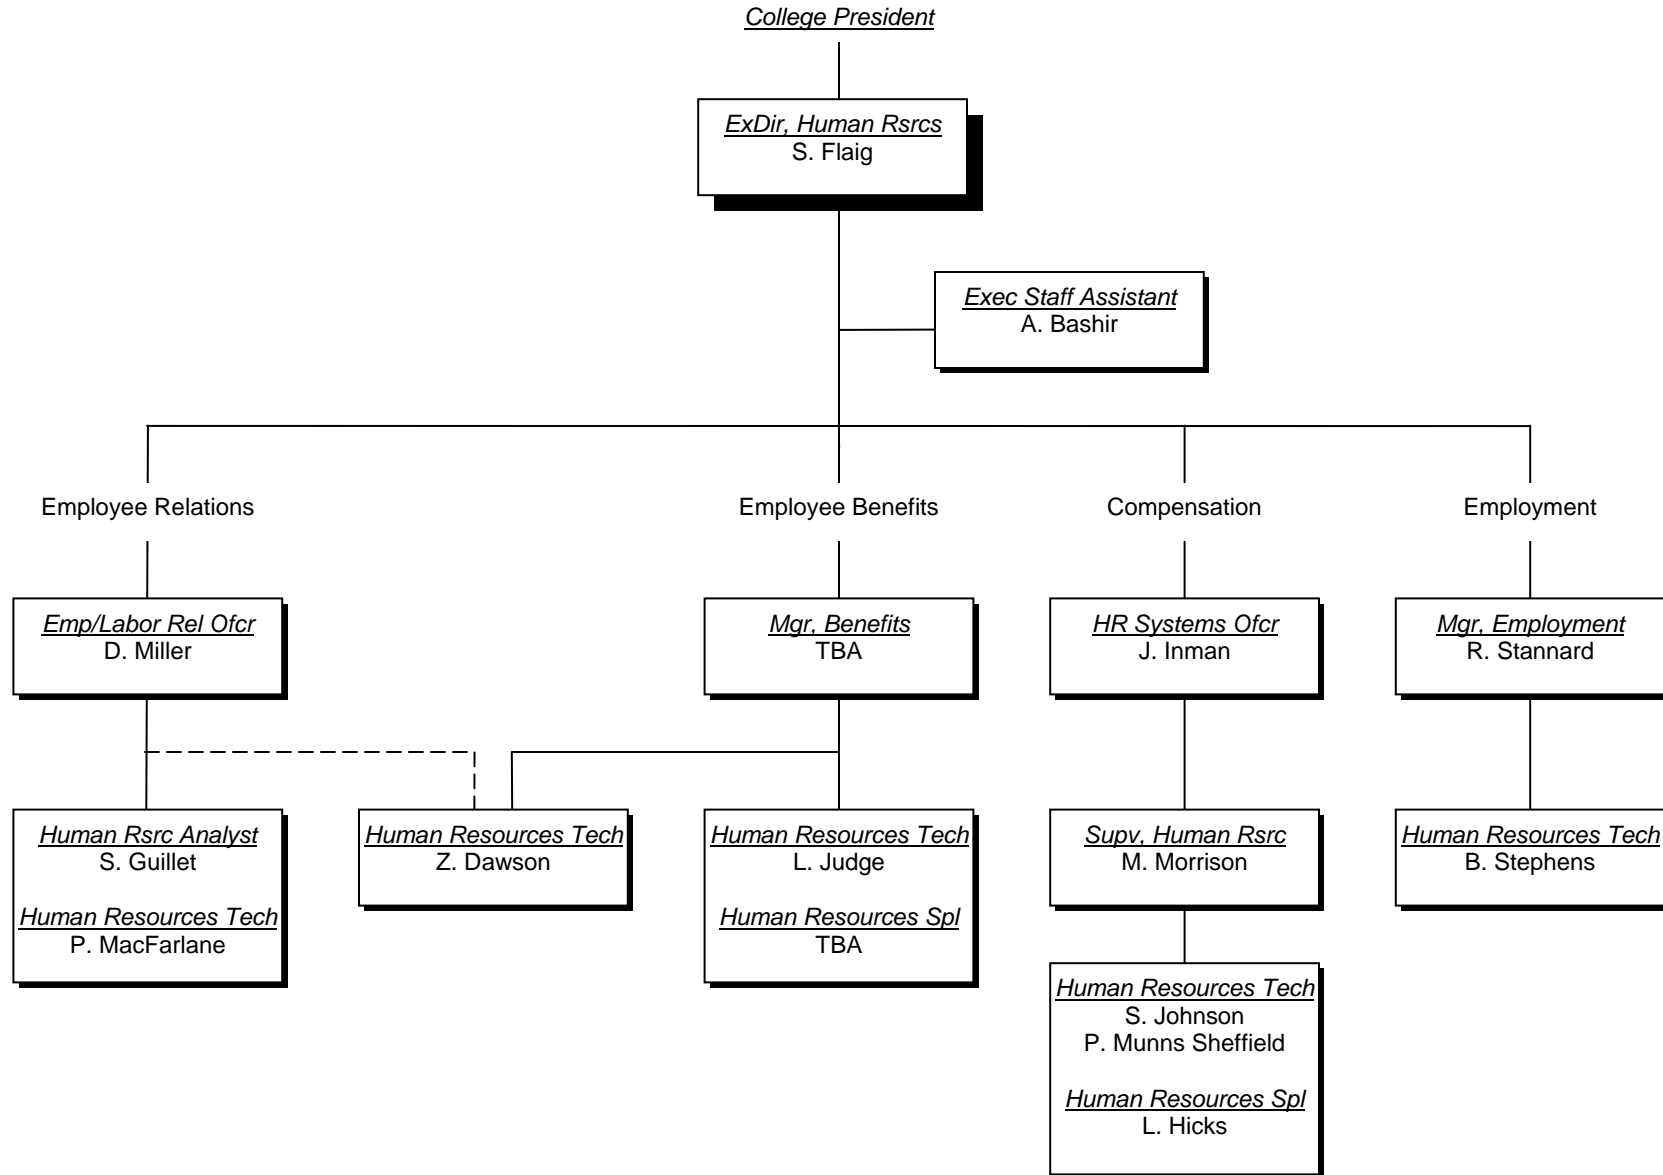 College President
ExDir, Human Rsrcs
S. Flaig
Exec Staff Assistant
A. Bashir
Employee Relations
Employee Benefits
Compensation
Employment
Emp/Labor Rel Ofcr
D. Miller
Mgr, Benefits
TBA
HR Systems Ofcr
J. Inman
Mgr, Employment
R. Stannard
Human Rsrc Analyst
S. Guillet
Human Resources Tech
P. MacFarlane
Human Resources Tech
Z. Dawson
Human Resources Tech
L. Judge
Human Resources Spl
TBA
Supv, Human Rsrc
M. Morrison
Human Resources Tech
B. Stephens
Human Resources Tech
S. Johnson
P. Munns Sheffield
Human Resources Spl
L. Hicks